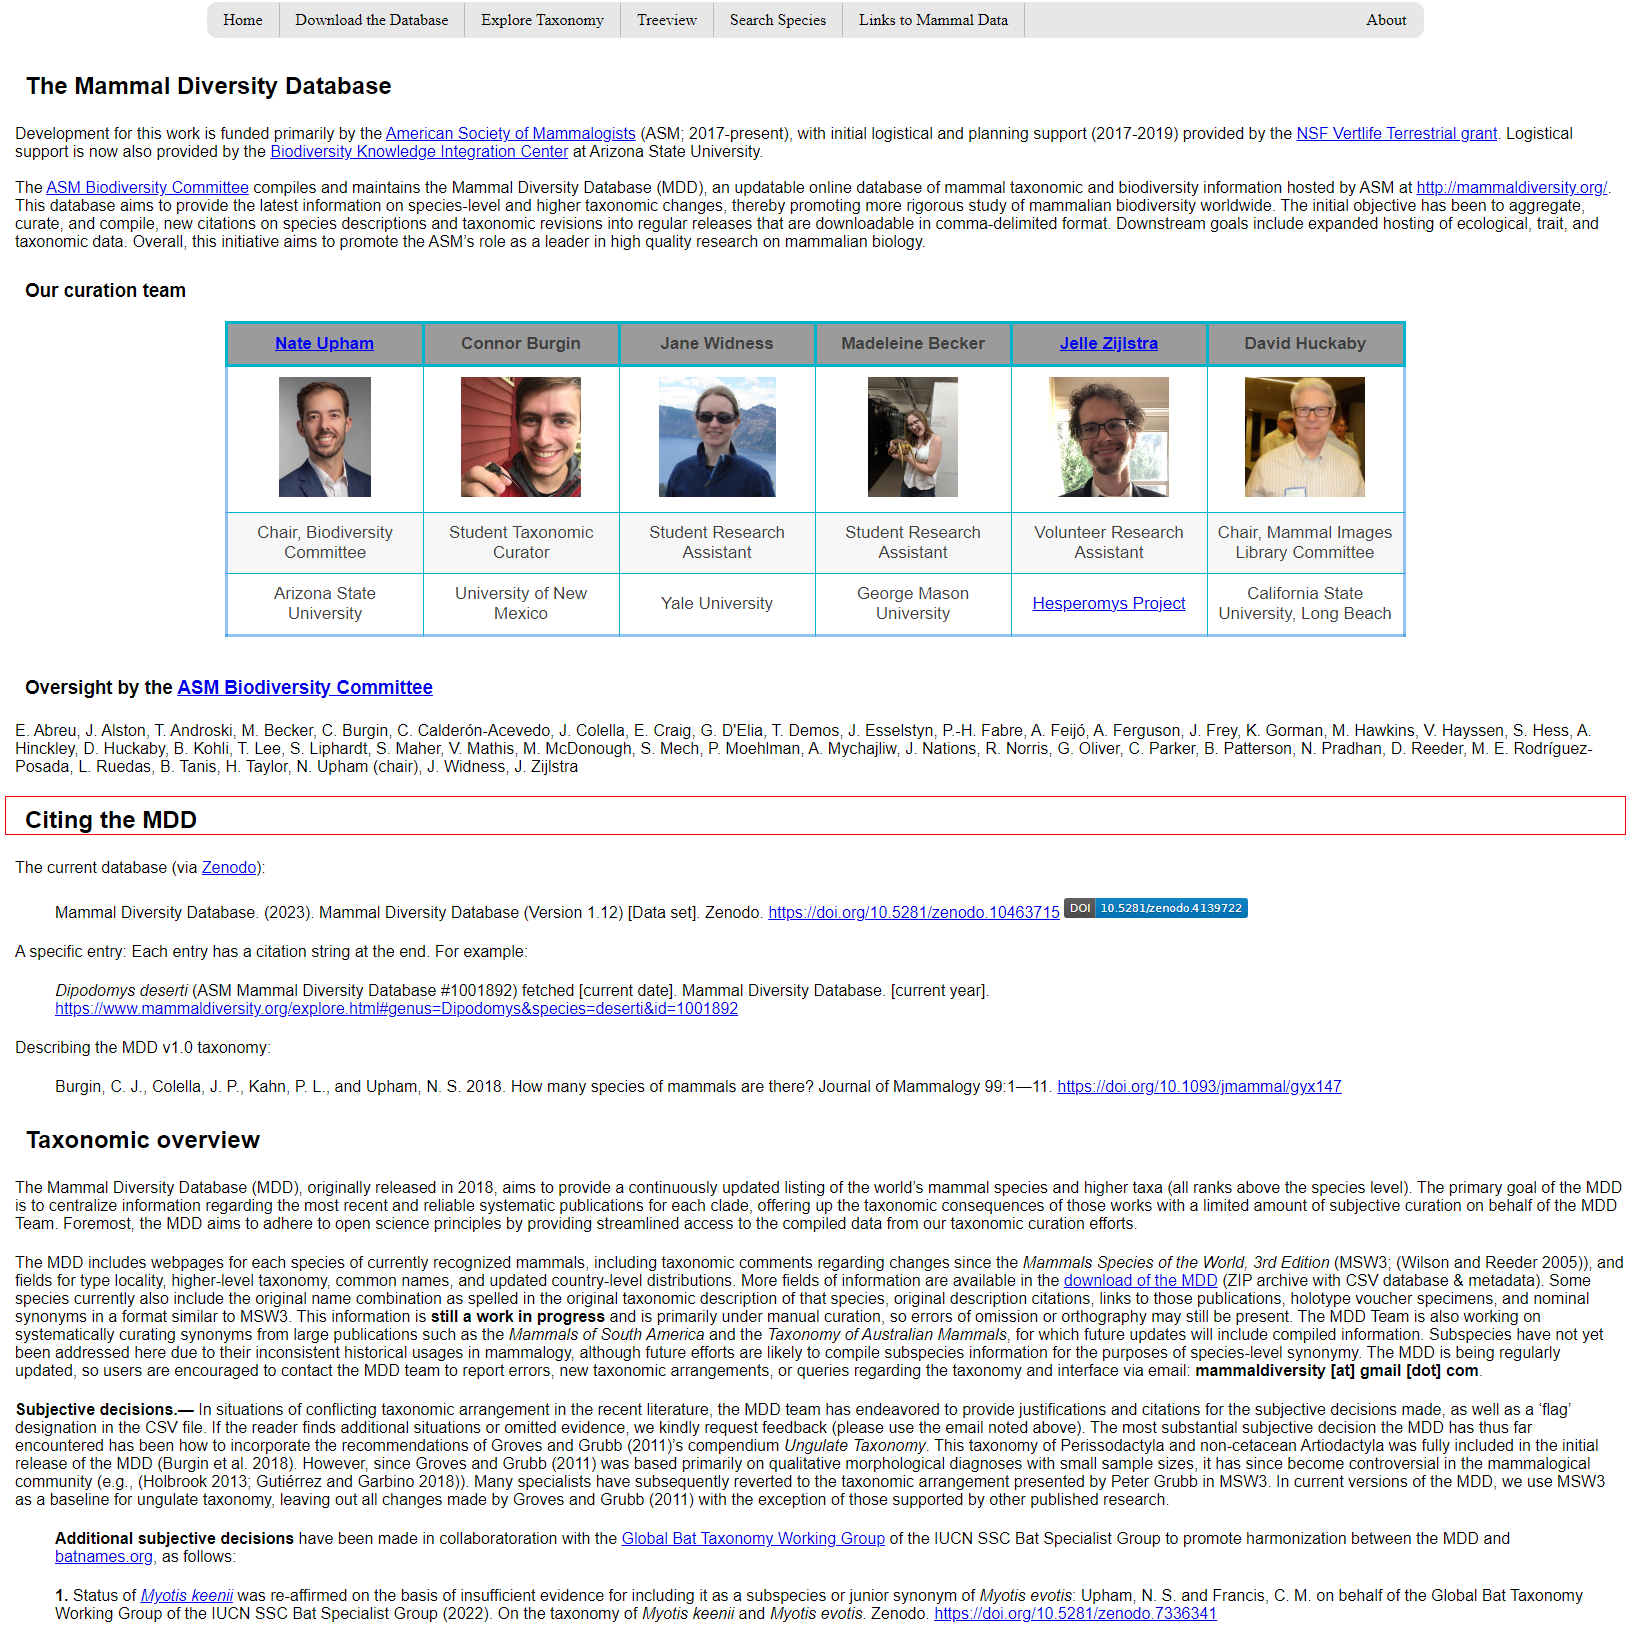 Home Download the Database Explore Taxonomy Treeview Search Species Links to Mammal Data About
The Mammal Diversity Database
Development for this work is funded primarily by the American Society of Mammalogists (ASM; 2017-present), with initial logistical and planning support (2017-2019) provided by the NSF Vertlife Terrestrial grant. Logistical
support is now also provided by the Biodiversity Knowledge Integration Center at Arizona State University.
The ASM Biodiversity Committee compiles and maintains the Mammal Diversity Database (MDD), an updatable online database of mammal taxonomic and biodiversity information hosted by ASM at http://mammaldiversity.org/.
This database aims to provide the latest information on species-level and higher taxonomic changes, thereby promoting more rigorous study of mammalian biodiversity worldwide. The initial objective has been to aggregate,
curate, and compile, new citations on species descriptions and taxonomic revisions into regular releases that are downloadable in comma-delimited format. Downstream goals include expanded hosting of ecological, trait, and
taxonomic data. Overall, this initiative aims to promote the ASM’s role as a leader in high quality research on mammalian biology.
Our curation team
Nate Upham Connor Burgin Jane Widness Madeleine Becker Jelle Zijlstra David Huckaby
Chair, Biodiversity Student Taxonomic Student Research Student Research Volunteer Research Chair, Mammal Images
Committee Curator Assistant Assistant Assistant Library Committee
Arizona State University of New Yale University George Mason Hesperomys Project California State
University Mexico University University, Long Beach
Oversight by the ASM Biodiversity Committee
E. Abreu, J. Alston, T. Androski, M. Becker, C. Burgin, C. Calderón-Acevedo, J. Colella, E. Craig, G. D'Elia, T. Demos, J. Esselstyn, P.-H. Fabre, A. Feijó, A. Ferguson, J. Frey, K. Gorman, M. Hawkins, V. Hayssen, S. Hess, A.
Hinckley, D. Huckaby, B. Kohli, T. Lee, S. Liphardt, S. Maher, V. Mathis, M. McDonough, S. Mech, P. Moehlman, A. Mychajliw, J. Nations, R. Norris, G. Oliver, C. Parker, B. Patterson, N. Pradhan, D. Reeder, M. E. Rodríguez-
Posada, L. Ruedas, B. Tanis, H. Taylor, N. Upham (chair), J. Widness, J. Zijlstra
Citing the MDD
The current database (via Zenodo):
Mammal Diversity Database. (2023). Mammal Diversity Database (Version 1.12) [Data set]. Zenodo. https://doi.org/10.5281/zenodo.10463715 DOI 10.5281/zenodo.4139722
A specific entry: Each entry has a citation string at the end. For example:
Dipodomys deserti (ASM Mammal Diversity Database #1001892) fetched [current date]. Mammal Diversity Database. [current year].
https://www.mammaldiversity.org/explore.html#genus=Dipodomys&species=deserti&id=1001892
Describing the MDD v1.0 taxonomy:
Burgin, C. J., Colella, J. P., Kahn, P. L., and Upham, N. S. 2018. How many species of mammals are there? Journal of Mammalogy 99:1—11. https://doi.org/10.1093/jmammal/gyx147
Taxonomic overview
The Mammal Diversity Database (MDD), originally released in 2018, aims to provide a continuously updated listing of the world’s mammal species and higher taxa (all ranks above the species level). The primary goal of the MDD
is to centralize information regarding the most recent and reliable systematic publications for each clade, offering up the taxonomic consequences of those works with a limited amount of subjective curation on behalf of the MDD
Team. Foremost, the MDD aims to adhere to open science principles by providing streamlined access to the compiled data from our taxonomic curation efforts.
The MDD includes webpages for each species of currently recognized mammals, including taxonomic comments regarding changes since the Mammals Species of the World, 3rd Edition (MSW3; (Wilson and Reeder 2005)), and
fields for type locality, higher-level taxonomy, common names, and updated country-level distributions. More fields of information are available in the download of the MDD (ZIP archive with CSV database & metadata). Some
species currently also include the original name combination as spelled in the original taxonomic description of that species, original description citations, links to those publications, holotype voucher specimens, and nominal
synonyms in a format similar to MSW3. This information is still a work in progress and is primarily under manual curation, so errors of omission or orthography may still be present. The MDD Team is also working on
systematically curating synonyms from large publications such as the Mammals of South America and the Taxonomy of Australian Mammals, for which future updates will include compiled information. Subspecies have not yet
been addressed here due to their inconsistent historical usages in mammalogy, although future efforts are likely to compile subspecies information for the purposes of species-level synonymy. The MDD is being regularly
updated, so users are encouraged to contact the MDD team to report errors, new taxonomic arrangements, or queries regarding the taxonomy and interface via email: mammaldiversity [at] gmail [dot] com.
Subjective decisions.— In situations of conflicting taxonomic arrangement in the recent literature, the MDD team has endeavored to provide justifications and citations for the subjective decisions made, as well as a ‘flag’
designation in the CSV file. If the reader finds additional situations or omitted evidence, we kindly request feedback (please use the email noted above). The most substantial subjective decision the MDD has thus far
encountered has been how to incorporate the recommendations of Groves and Grubb (2011)’s compendium Ungulate Taxonomy. This taxonomy of Perissodactyla and non-cetacean Artiodactyla was fully included in the initial
release of the MDD (Burgin et al. 2018). However, since Groves and Grubb (2011) was based primarily on qualitative morphological diagnoses with small sample sizes, it has since become controversial in the mammalogical
community (e.g., (Holbrook 2013; Gutiérrez and Garbino 2018)). Many specialists have subsequently reverted to the taxonomic arrangement presented by Peter Grubb in MSW3. In current versions of the MDD, we use MSW3
as a baseline for ungulate taxonomy, leaving out all changes made by Groves and Grubb (2011) with the exception of those supported by other published research.
Additional subjective decisions have been made in collaboratoration with the Global Bat Taxonomy Working Group of the IUCN SSC Bat Specialist Group to promote harmonization between the MDD and
batnames.org, as follows:
1. Status of Myotis keenii was re-affirmed on the basis of insufficient evidence for including it as a subspecies or junior synonym of Myotis evotis: Upham, N. S. and Francis, C. M. on behalf of the Global Bat Taxonomy
Working Group of the IUCN SSC Bat Specialist Group (2022). On the taxonomy of Myotis keenii and Myotis evotis. Zenodo. https://doi.org/10.5281/zenodo.7336341